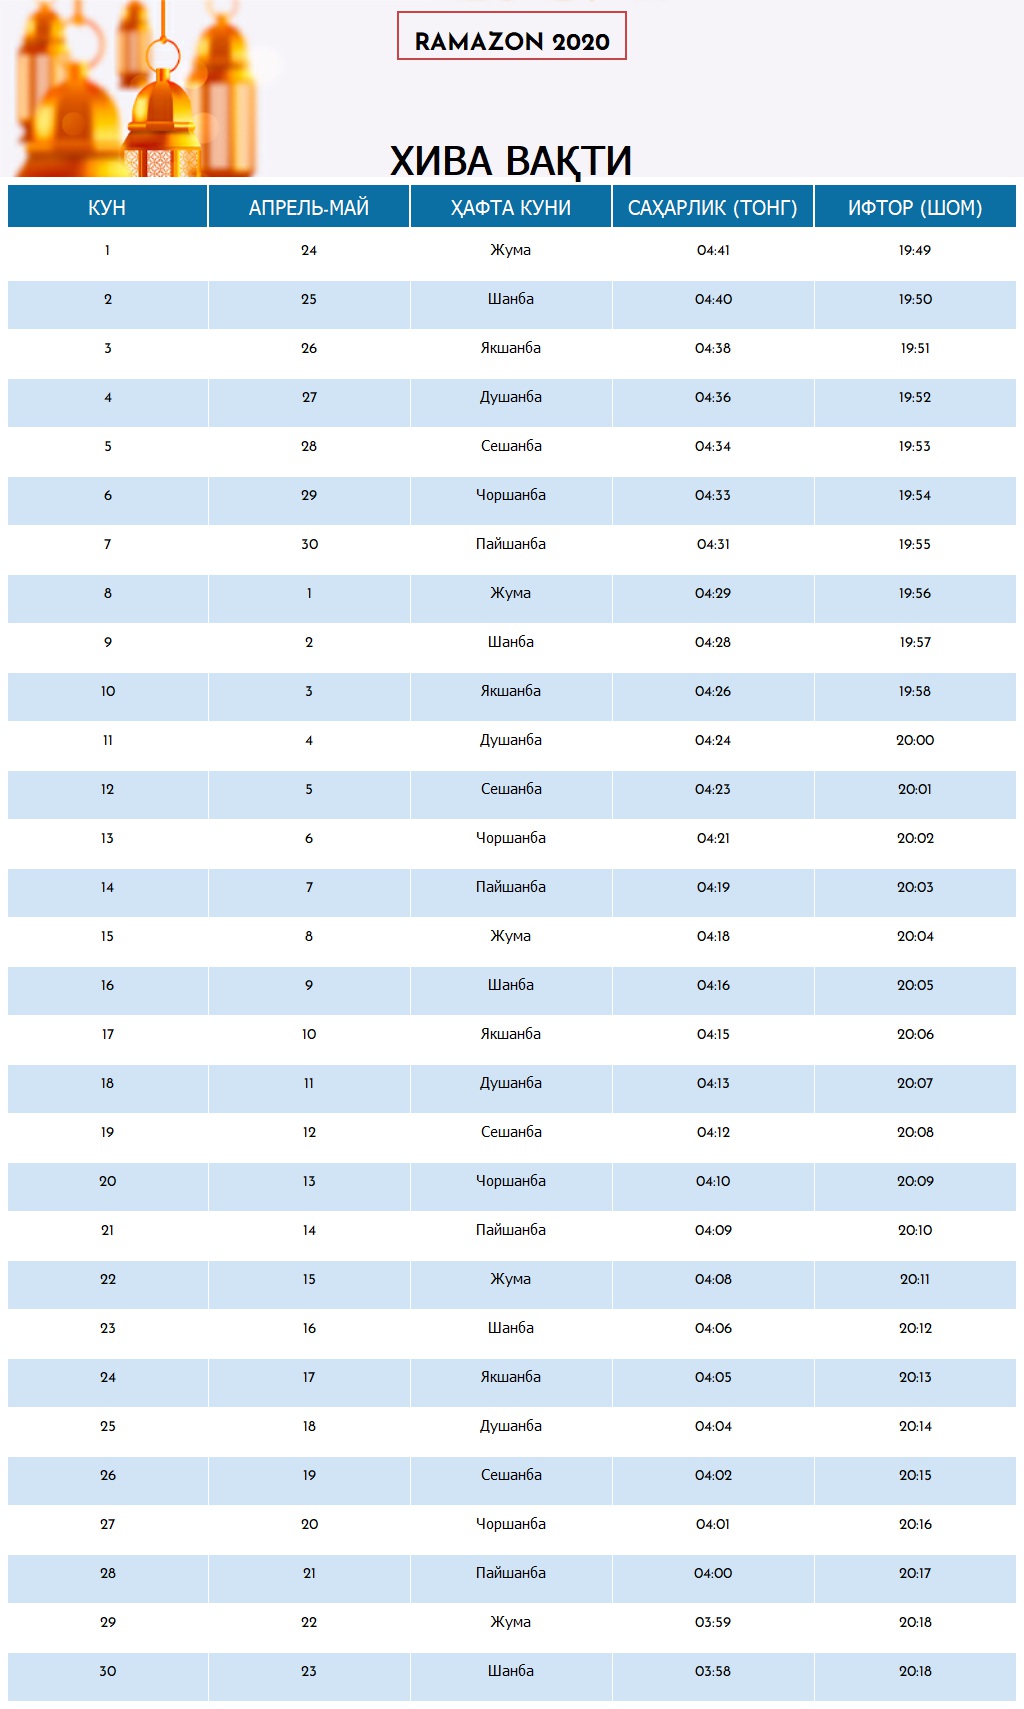 RAMAZON 2020
ХИВА ВАҚТИ
КУН АПРЕЛЬ-МАЙ ҲАФТА КУНИ САҲАРЛИК (ТОНГ) ИФТОР (ШОМ)
1 24 Жума 04:41 19:49
2 25 Шанба 04:40 19:50
3 26 Якшанба 04:38 19:51
4 27 Душанба 04:36 19:52
5 28 Сешанба 04:34 19:53
6 29 Чоршанба 04:33 19:54
7 30 Пайшанба 04:31 19:55
8 1 Жума 04:29 19:56
9 2 Шанба 04:28 19:57
10 3 Якшанба 04:26 19:58
11 4 Душанба 04:24 20:00
12 5 Сешанба 04:23 20:01
13 6 Чоршанба 04:21 20:02
14 7 Пайшанба 04:19 20:03
15 8 Жума 04:18 20:04
16 9 Шанба 04:16 20:05
17 10 Якшанба 04:15 20:06
18 11 Душанба 04:13 20:07
19 12 Сешанба 04:12 20:08
20 13 Чоршанба 04:10 20:09
21 14 Пайшанба 04:09 20:10
22 15 Жума 04:08 20:11
23 16 Шанба 04:06 20:12
24 17 Якшанба 04:05 20:13
25 18 Душанба 04:04 20:14
26 19 Сешанба 04:02 20:15
27 20 Чоршанба 04:01 20:16
28 21 Пайшанба 04:00 20:17
29 22 Жума 03:59 20:18
30 23 Шанба 03:58 20:18